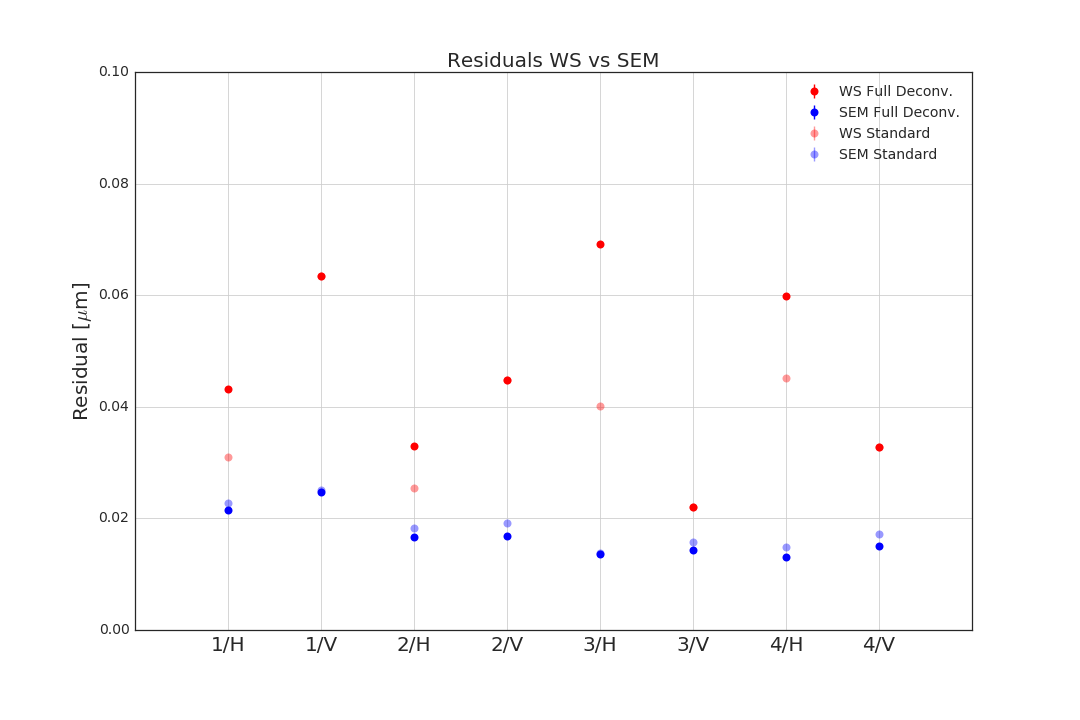 Residuals WS vs SEM
0.10
0.08
0.06
0.04
0.02
0.00
Residual [μm]
WS Full Deconv.
SEM Full Deconv.
WS Standard
SEM Standard
1/H 1/V 2/H 2/V 3/H 3/V 4/H 4/V